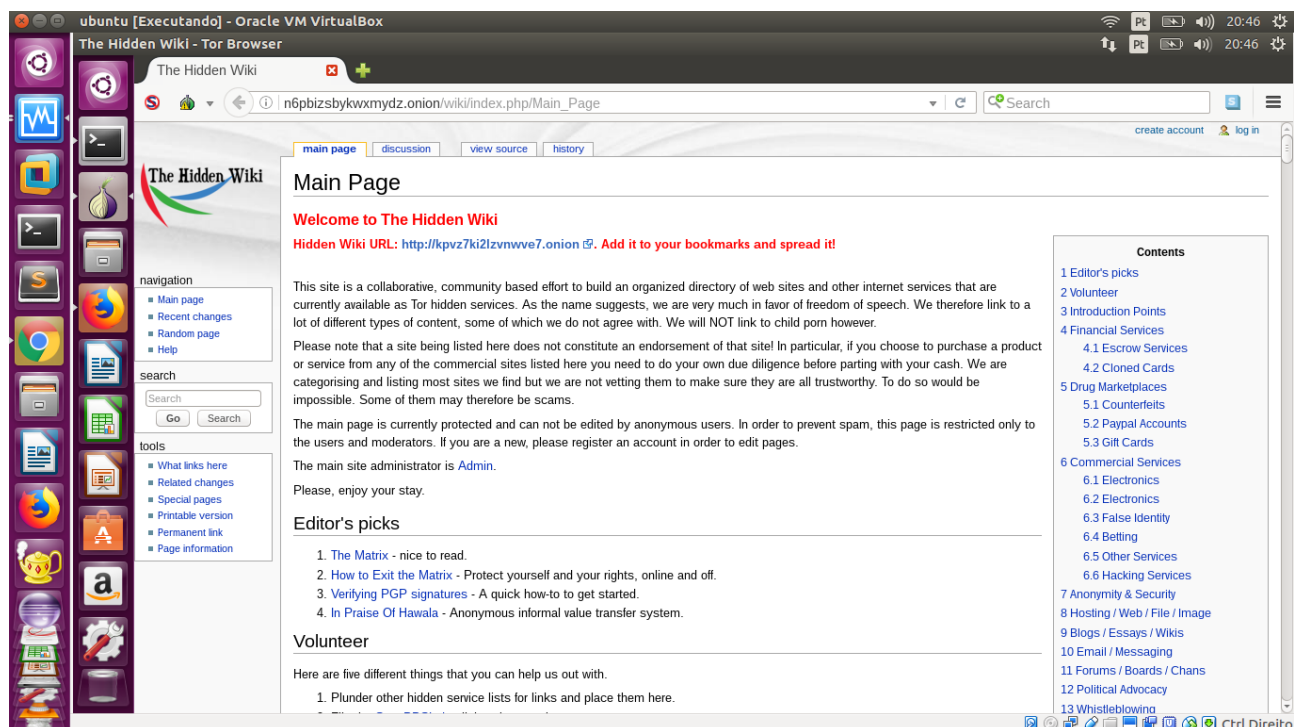 ubuntu [Executando] - Oracle VM VirtualBox
Pt 20:46
The Hidden Wiki - Tor Browser
Pt 20:46
The Hidden Wiki
n6pbizsbykwxmydz.onion/wiki/index.php/Main_Page
Search
create account log in
main page discussion view source history
The Hidden Wiki
Main Page
Welcome to The Hidden Wiki
Hidden Wiki URL: http://kpvz7ki2lzvnwve7.onion. Add it to your bookmarks and spread it!
This site is a collaborative, community based effort to build an organized directory of web sites and other internet services that are
currently available as Tor hidden services. As the name suggests, we are very much in favor of freedom of speech. We therefore link to a
lot of different types of content, some of which we do not agree with. We will NOT link to child porn however.
Please note that a site being listed here does not constitute an endorsement of that site! In particular, if you choose to purchase a product
or service from any of the commercial sites listed here you need to do your own due diligence before parting with your cash. We are
categorising and listing most sites we find but we are not vetting them to make sure they are all trustworthy. To do so would be
impossible. Some of them may therefore be scams.
The main page is currently protected and can not be edited by anonymous users. In order to prevent spam, this page is restricted only to
the users and moderators. If you are a new, please register an account in order to edit pages.
The main site administrator is Admin.
Please, enjoy your stay.
Editor's picks
1. The Matrix - nice to read.
2. How to Exit the Matrix - Protect yourself and your rights, online and off.
3. Verifying PGP signatures - A quick how-to to get started.
4. In Praise Of Hawala - Anonymous informal value transfer system.
Volunteer
Here are five different things that you can help us out with.
1. Plunder other hidden service lists for links and place them here.
navigation
Main page
Recent changes
Random page
Help
search
Search
Go Search
tools
What links here
Related changes
Special pages
Printable version
Permanent link
Page information
Contents
1 Editor's picks
2 Volunteer
3 Introduction Points
4 Financial Services
4.1 Escrow Services
4.2 Cloned Cards
5 Drug Marketplaces
5.1 Counterfeits
5.2 Paypal Accounts
5.3 Gift Cards
6 Commercial Services
6.1 Electronics
6.2 Electronics
6.3 False Identity
6.4 Betting
6.5 Other Services
6.6 Hacking Services
7 Anonymity & Security
8 Hosting / Web / File / Image
9 Blogs / Essays / Wikis
10 Email / Messaging
11 Forums / Boards / Chans
12 Political Advocacy
13 Whistleblowing
Ctrl Direito